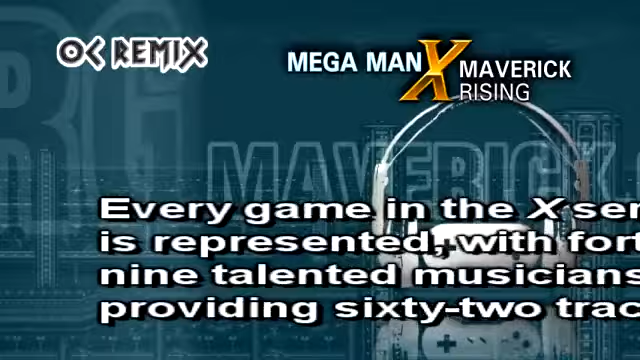 OC REMIX
MEGA MAN X MAVERICK
RISING
MAVERICK
Every game in the X ser
is represented, with fort
nine talented musicians
providing sixty-two trac